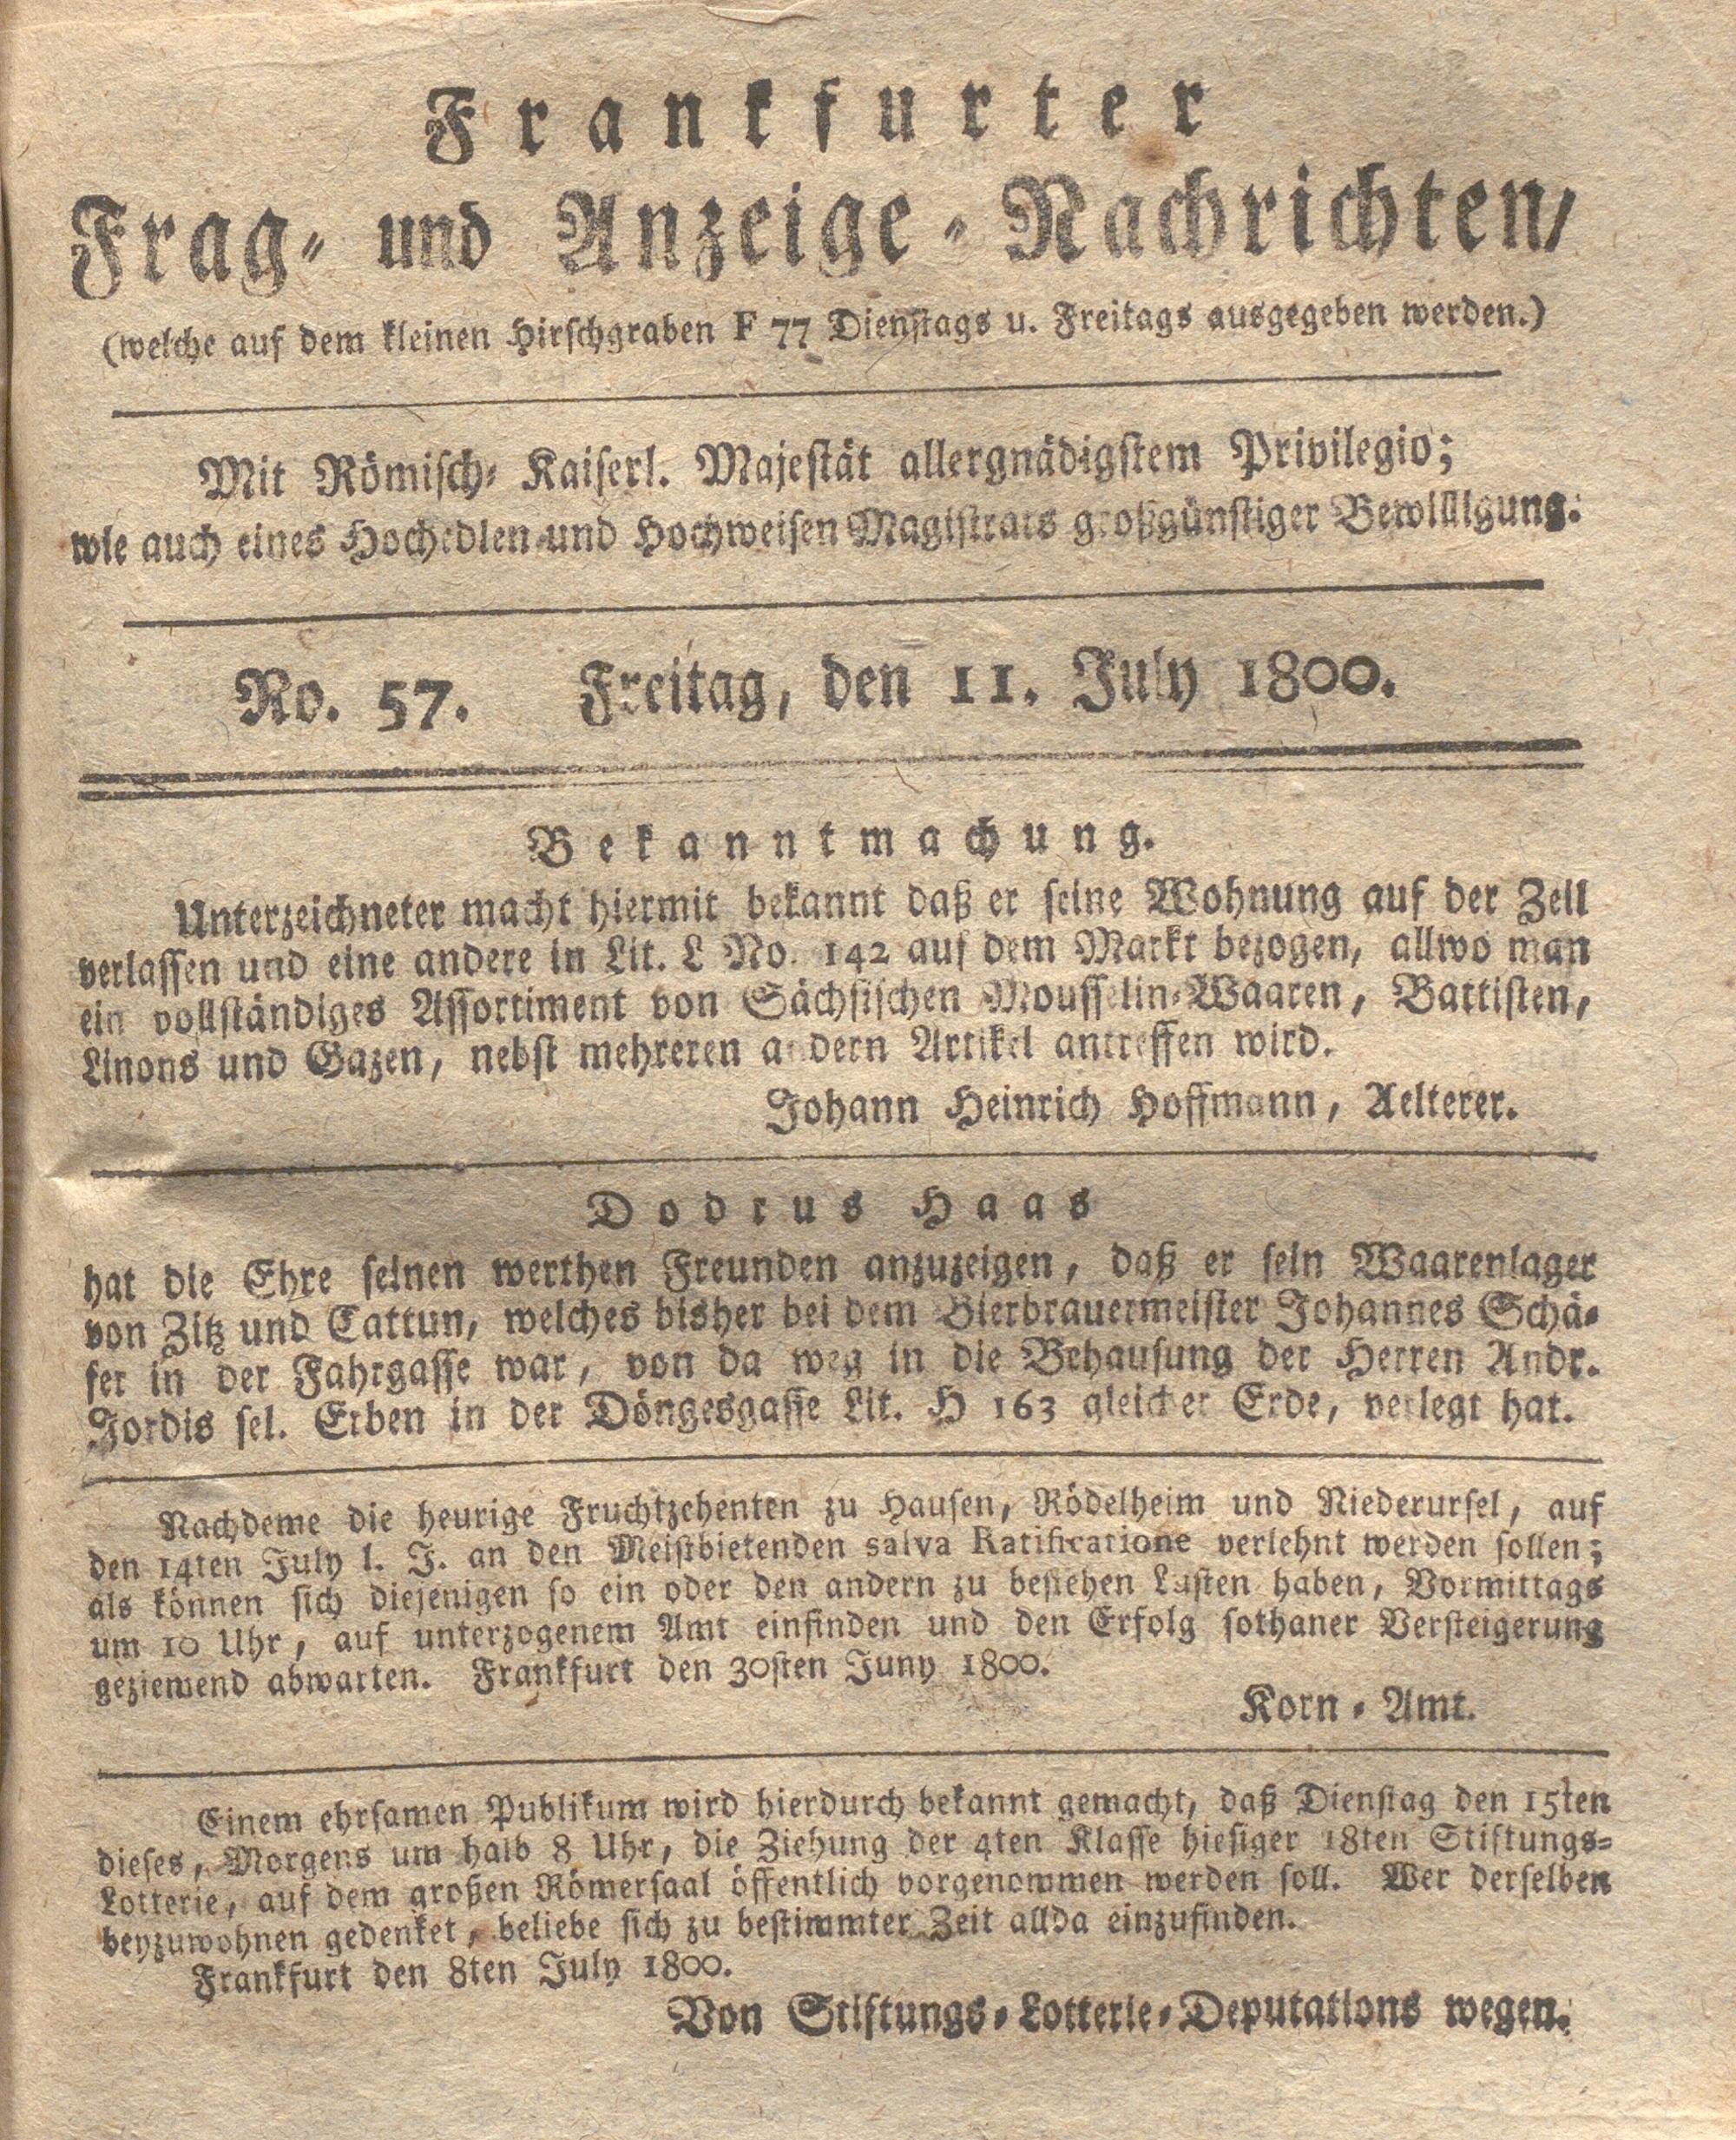 Frankfurter
Frag- und Anzeige-Nachrichten,
(welche auf dem kleinen Hirschgraben F 77 Dienstags u. Freitags ausgegeben werden.)
Mit Römisch-Kaiserl. Majestät allergnädigstem Privilegio;
wie auch eines Hochedlen und Hochweisen Magistrats großgünstiger Bewilligung.
No. 57. Freitag, den 11. July 1800.
Bekanntmachung.
Unterzeichneter macht hiermit bekannt daß er seine Wohnung auf der Zeil
verlassen und eine andere in Lit. L No. 142 auf dem Markt bezogen, allwo man
ein vollständiges Assortiment von Sächsischen Mousselin-Waaren, Battisten,
Linons und Gazen, nebst mehreren andern Artikel antreffen wird.
Johann Heinrich Hoffmann, Aelterer.
Dodrus Haas
hat die Ehre seinen werthen Freunden anzuzeigen, daß er sein Waarenlager
von Zitz und Cattun, welches bisher bei dem Bierbrauermeister Johannes Schä-
fer in der Fahrgasse war, von da weg in die Behausung der Herren Andr.
Jordis sel. Erben in der Döngesgasse Lit. H 163 gleicher Erde, verlegt hat.
Nachdeme die heurige Fruchtzehenten zu Hausen, Rödelheim und Niederursel, auf
den 14ten July l. J. an den Meistbietenden salva Ratificatione verlehnt werden sollen;
als können sich diejenigen so ein oder den andern zu bestehen Lusten haben, Vormittags
um 10 Uhr, auf unterzogenem Amt einfinden und den Erfolg sothaner Versteigerung
geziemend abwarten. Frankfurt den 30sten Juny 1800.
Korn-Amt.
Einem ehrsamen Publikum wird hierdurch bekannt gemacht, daß Dienstag den 15ten
dieses, Morgens um halb 8 Uhr, die Ziehung der 4ten Klasse hiesiger 18ten Stiftungs-
Lotterie, auf dem großen Römersaal öffentlich vorgenommen werden soll. Wer derselben
beyzuwohnen gedenket, beliebe sich zu bestimmter Zeit allda einzufinden.
Frankfurt den 8ten July 1800.
Von Stiftungs-Lotterie-Deputations wegen.